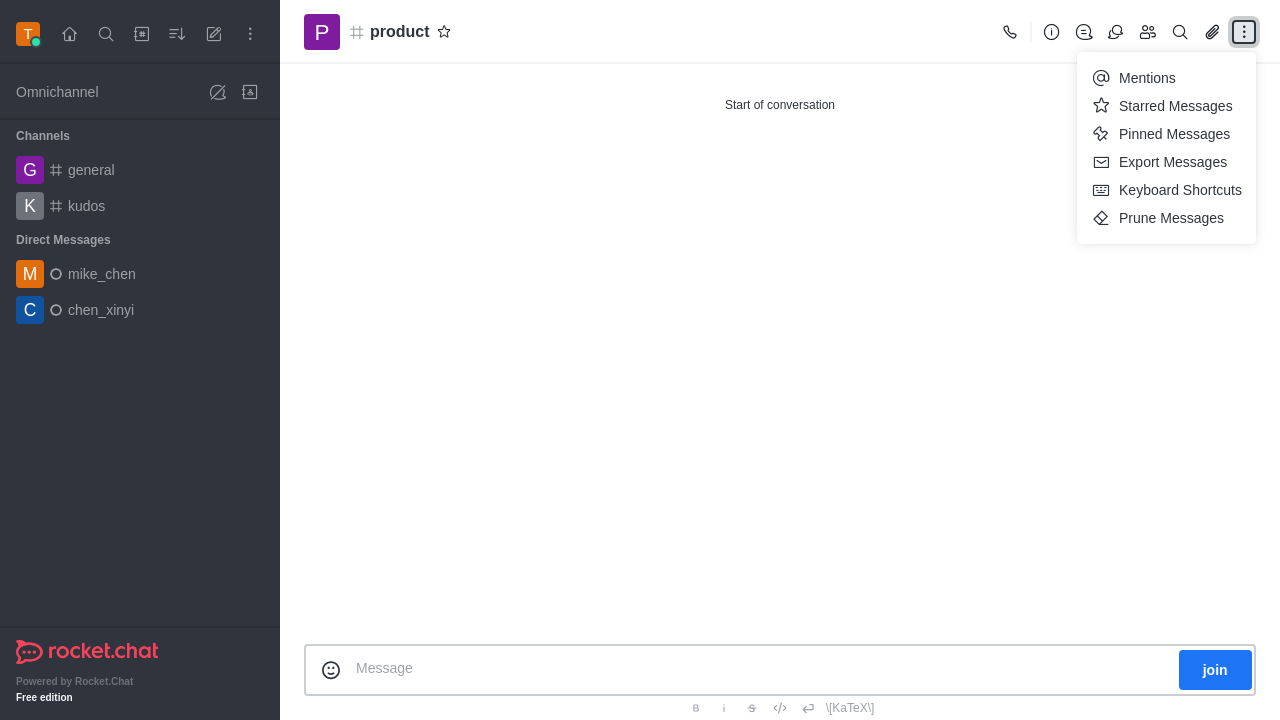 T
Omnichannel
Channels
G general
K kudos
Direct Messages
M mike_chen
C chen_xinyi
rocket.chat
Powered by Rocket.Chat
Free edition
P product
Start of conversation
Mentions
Starred Messages
Pinned Messages
Export Messages
Keyboard Shortcuts
Prune Messages
Message
join
B i S \[KaTeX\]